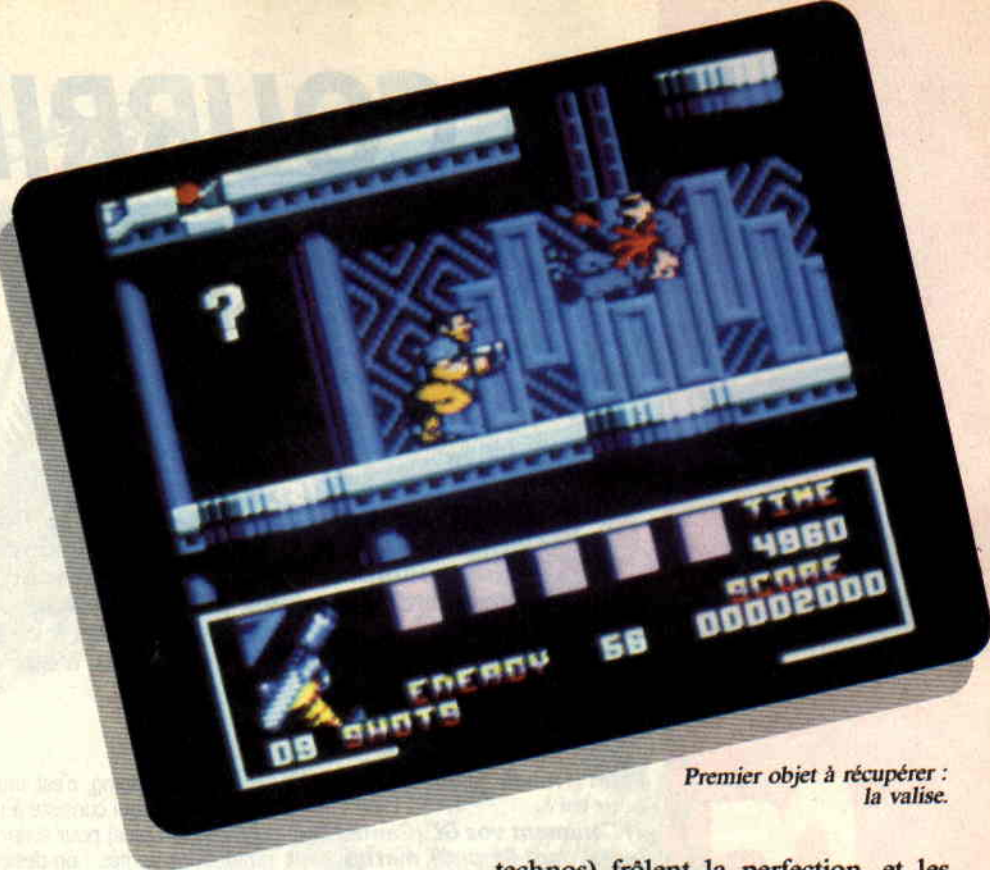 ?
TIME
4960
SCORE
00002000
ENERGY 58
09 SHOTS
Premier objet à récupérer :
la valise.
technos) frôlent la perfection, et les